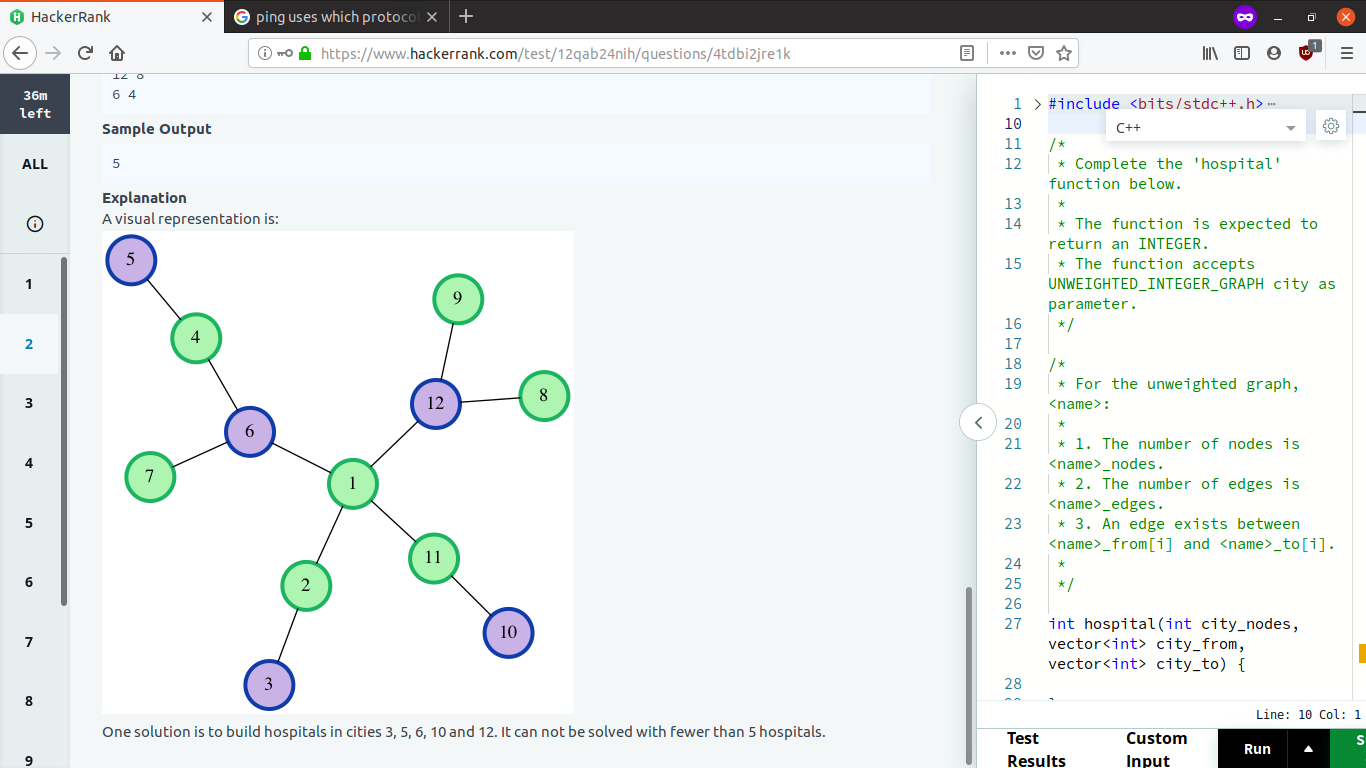 HackerRank
ping uses which protoco
https://www.hackerrank.com/test/12qab24nih/questions/4tdbi2jre1k
1
36m
left
ALL
1
2
3
4
5
6
7
8
9
12 8
6 4
Sample Output
5
Explanation
A visual representation is:
5
9
4
8
12
6
7
1
11
2
10
3
One solution is to build hospitals in cities 3, 5, 6, 10 and 12. It can not be solved with fewer than 5 hospitals.
C++
1 #include <bits/stdc++.h>
10
11 /*
12 * Complete the 'hospital'
function below.
13 *
14 * The function is expected to
return an INTEGER.
15 * The function accepts
UNWEIGHTED_INTEGER_GRAPH city as
parameter.
16 */
17
18 /*
19 * For the unweighted graph,
<name>:
20 *
21 * 1. The number of nodes is
<name>_nodes.
22 * 2. The number of edges is
<name>_edges.
23 * 3. An edge exists between
<name>_from[i] and <name>_to[i].
24 *
25 */
26
27 int hospital(int city_nodes,
vector<int> city_from,
vector<int> city_to) {
28
Line: 10 Col: 1
Test
Results
Custom
Input
Run
S